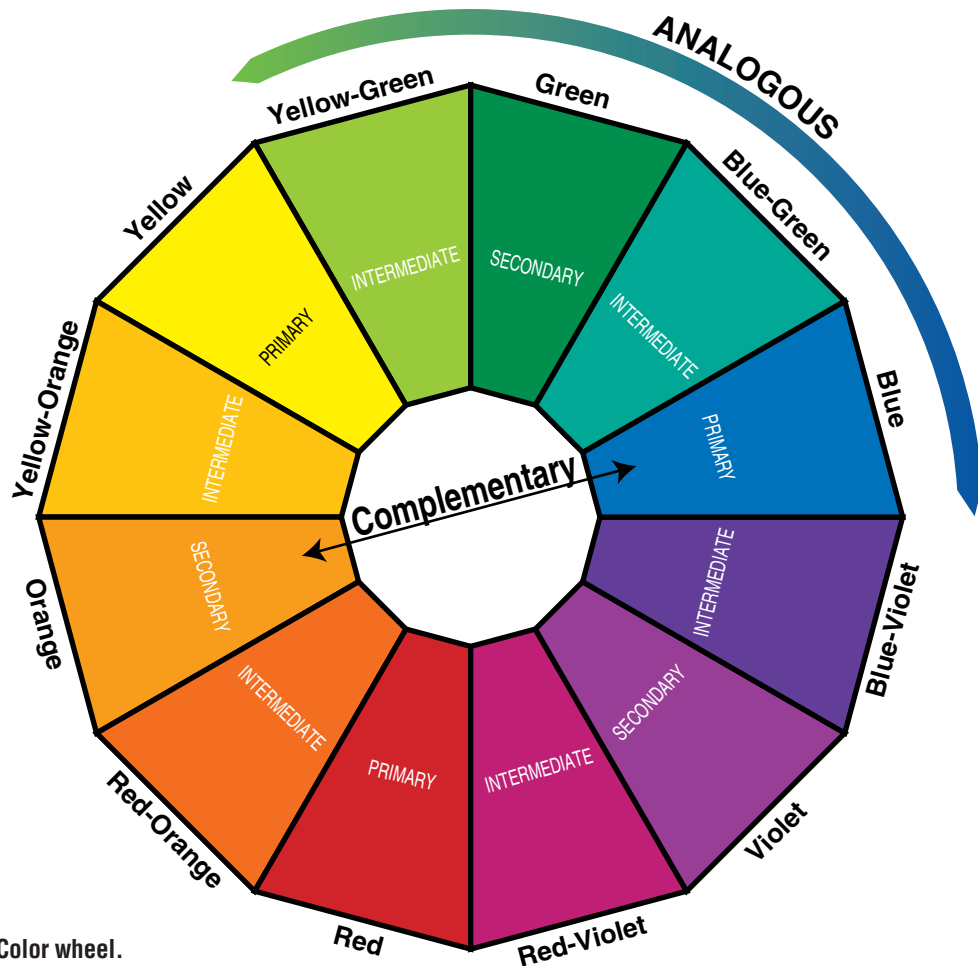 ANALOGOUS
Yellow-Green
Green
Blue-Green
Blue
Blue-Violet
Violet
Red-Violet
Red
Red-Orange
Orange
Yellow-Orange
Yellow
INTERMEDIATE
SECONDARY
INTERMEDIATE
PRIMARY
INTERMEDIATE
SECONDARY
INTERMEDIATE
PRIMARY
INTERMEDIATE
SECONDARY
INTERMEDIATE
PRIMARY
Complementary
Color wheel.